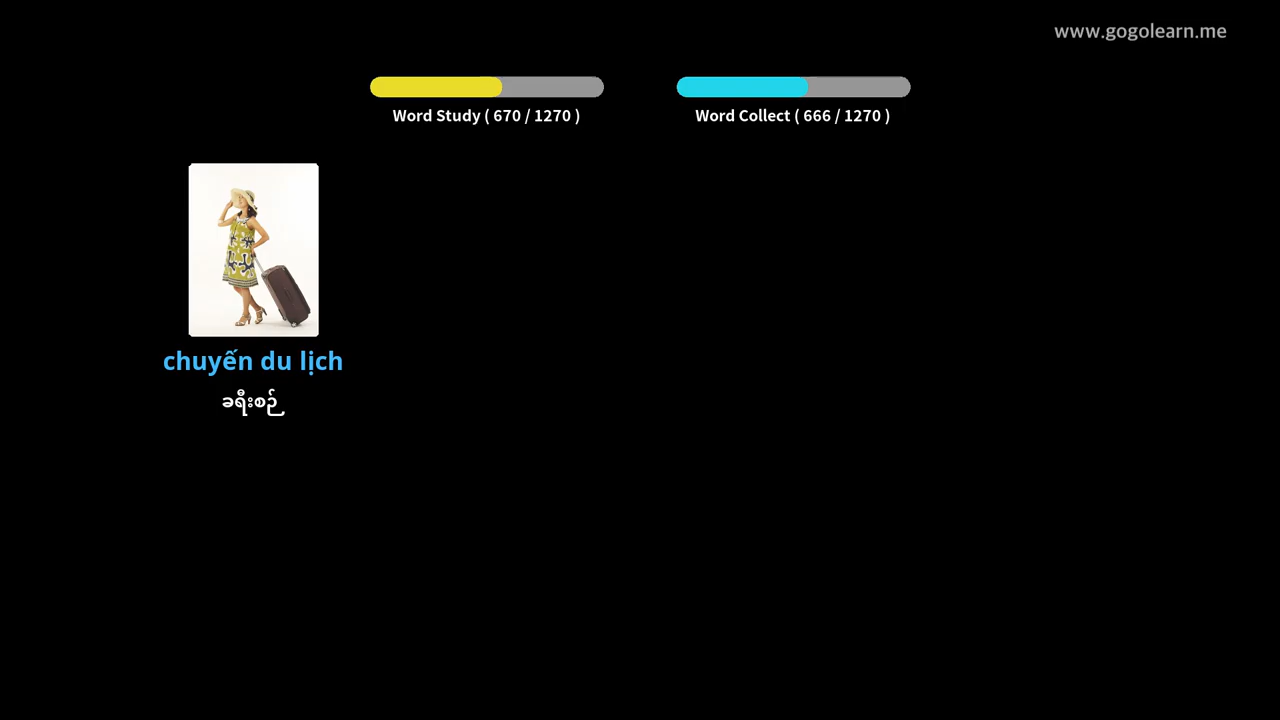 www.gogolearn.me
Word Study ( 670 / 1270 )
Word Collect ( 666 / 1270 )
chuyến du lịch
ခရီးစဉ်